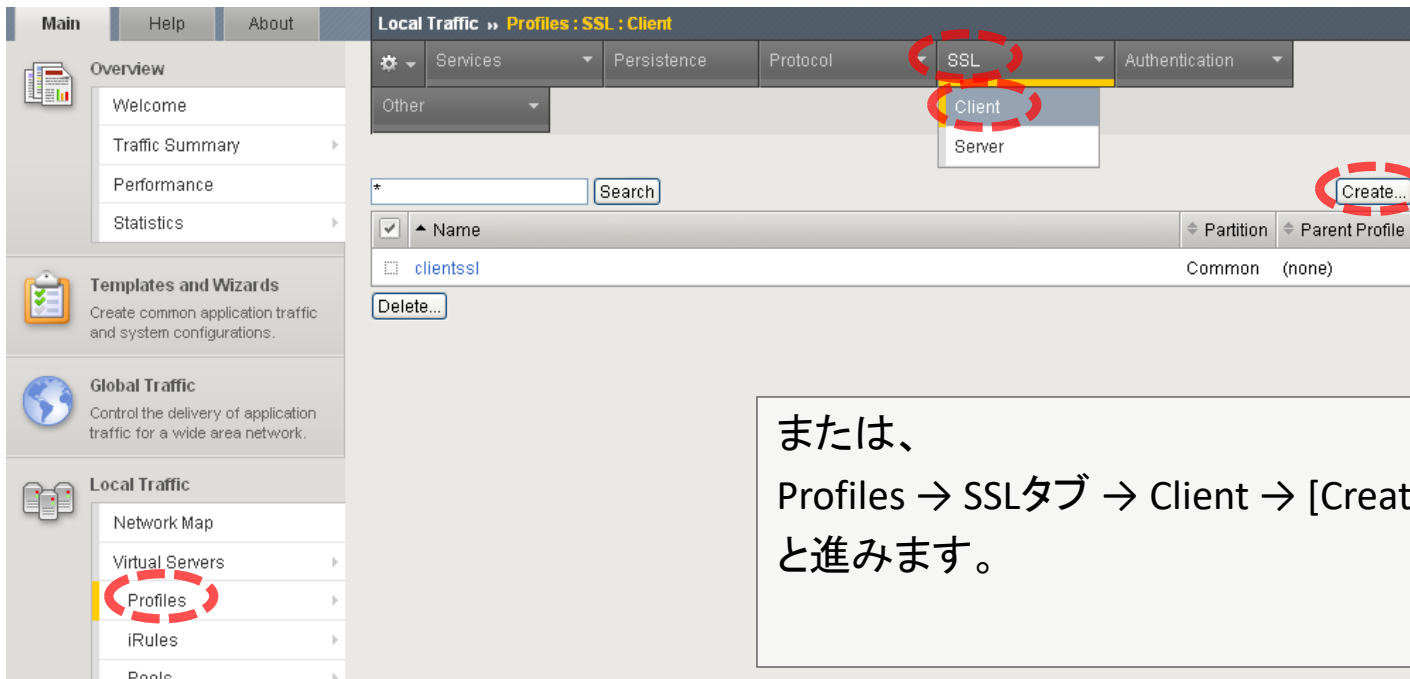 Main Help About
Overview
Welcome
Traffic Summary
Performance
Statistics
Templates and Wizards
Create common application traffic
and system configurations.
Global Traffic
Control the delivery of application
traffic for a wide area network.
Local Traffic
Network Map
Virtual Servers
Profiles
iRules
Pools
Local Traffic ›› Profiles : SSL : Client
Services Persistence Protocol SSL Authentication
Other
Client
Server
* Search Create...
Name Partition Parent Profile
clientssl Common (none)
Delete...
または、
Profiles → SSLタブ → Client → [Creat
と進みます。